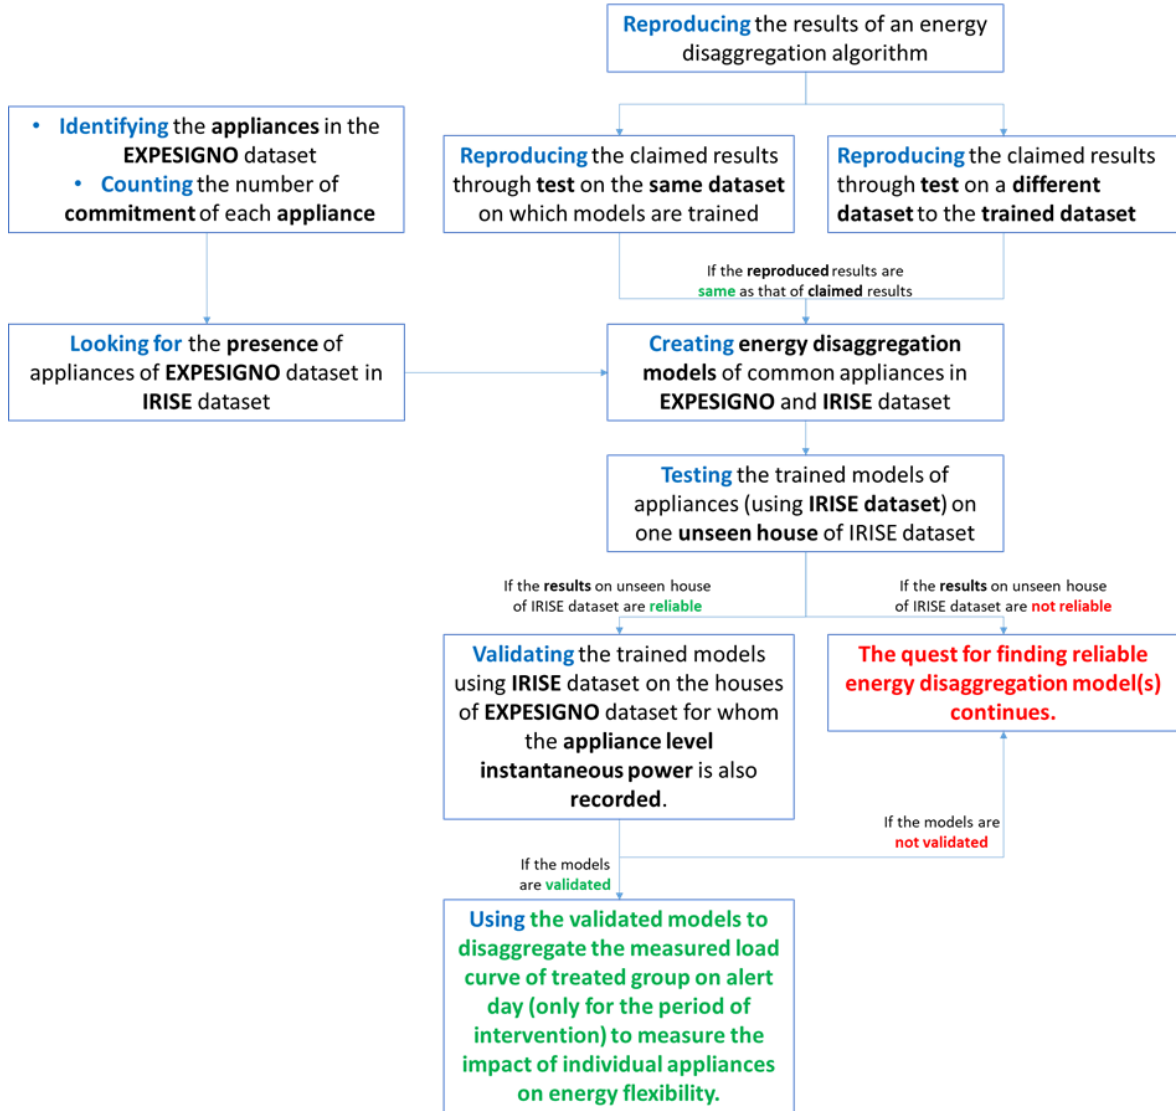 Reproducing the results of an energy
disaggregation algorithm
• Identifying the appliances in the
EXPESIGNO dataset
• Counting the number of
commitment of each appliance
Reproducing the claimed results
through test on the same dataset
on which models are trained
Reproducing the claimed results
through test on a different
dataset to the trained dataset
If the reproduced results are
same as that of claimed results
Looking for the presence of
appliances of EXPESIGNO dataset in
IRISE dataset
Creating energy disaggregation
models of common appliances in
EXPESIGNO and IRISE dataset
Testing the trained models of
appliances (using IRISE dataset) on
one unseen house of IRISE dataset
If the results on unseen house
of IRISE dataset are reliable
If the results on unseen house
of IRISE dataset are not reliable
Validating the trained models
using IRISE dataset on the houses
of EXPESIGNO dataset for whom
the appliance level
instantaneous power is also
recorded.
The quest for finding reliable
energy disaggregation model(s)
continues.
If the models are
not validated
If the models
are validated
Using the validated models to
disaggregate the measured load
curve of treated group on alert
day (only for the period of
intervention) to measure the
impact of individual appliances
on energy flexibility.